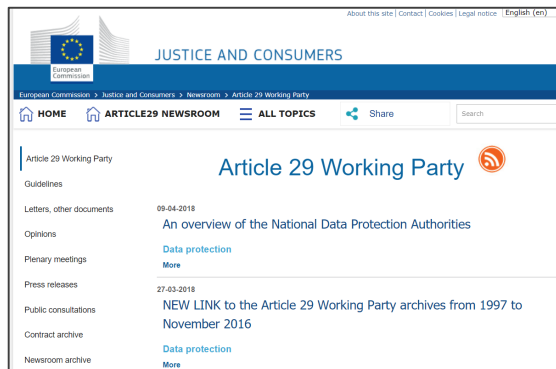 About this site | Contact | Cookies | Legal notice English (en)
European
Commission
JUSTICE AND CONSUMERS
European Commission > Justice and Consumers > Newsroom > Article 29 Working Party
HOME ARTICLE29 NEWSROOM ALL TOPICS Share Search
Article 29 Working Party
Guidelines
Letters, other documents
Opinions
Plenary meetings
Press releases
Public consultations
Contract archive
Newsroom archive
Article 29 Working Party
09-04-2018
An overview of the National Data Protection Authorities
Data protection
More
27-03-2018
NEW LINK to the Article 29 Working Party archives from 1997 to
November 2016
Data protection
More